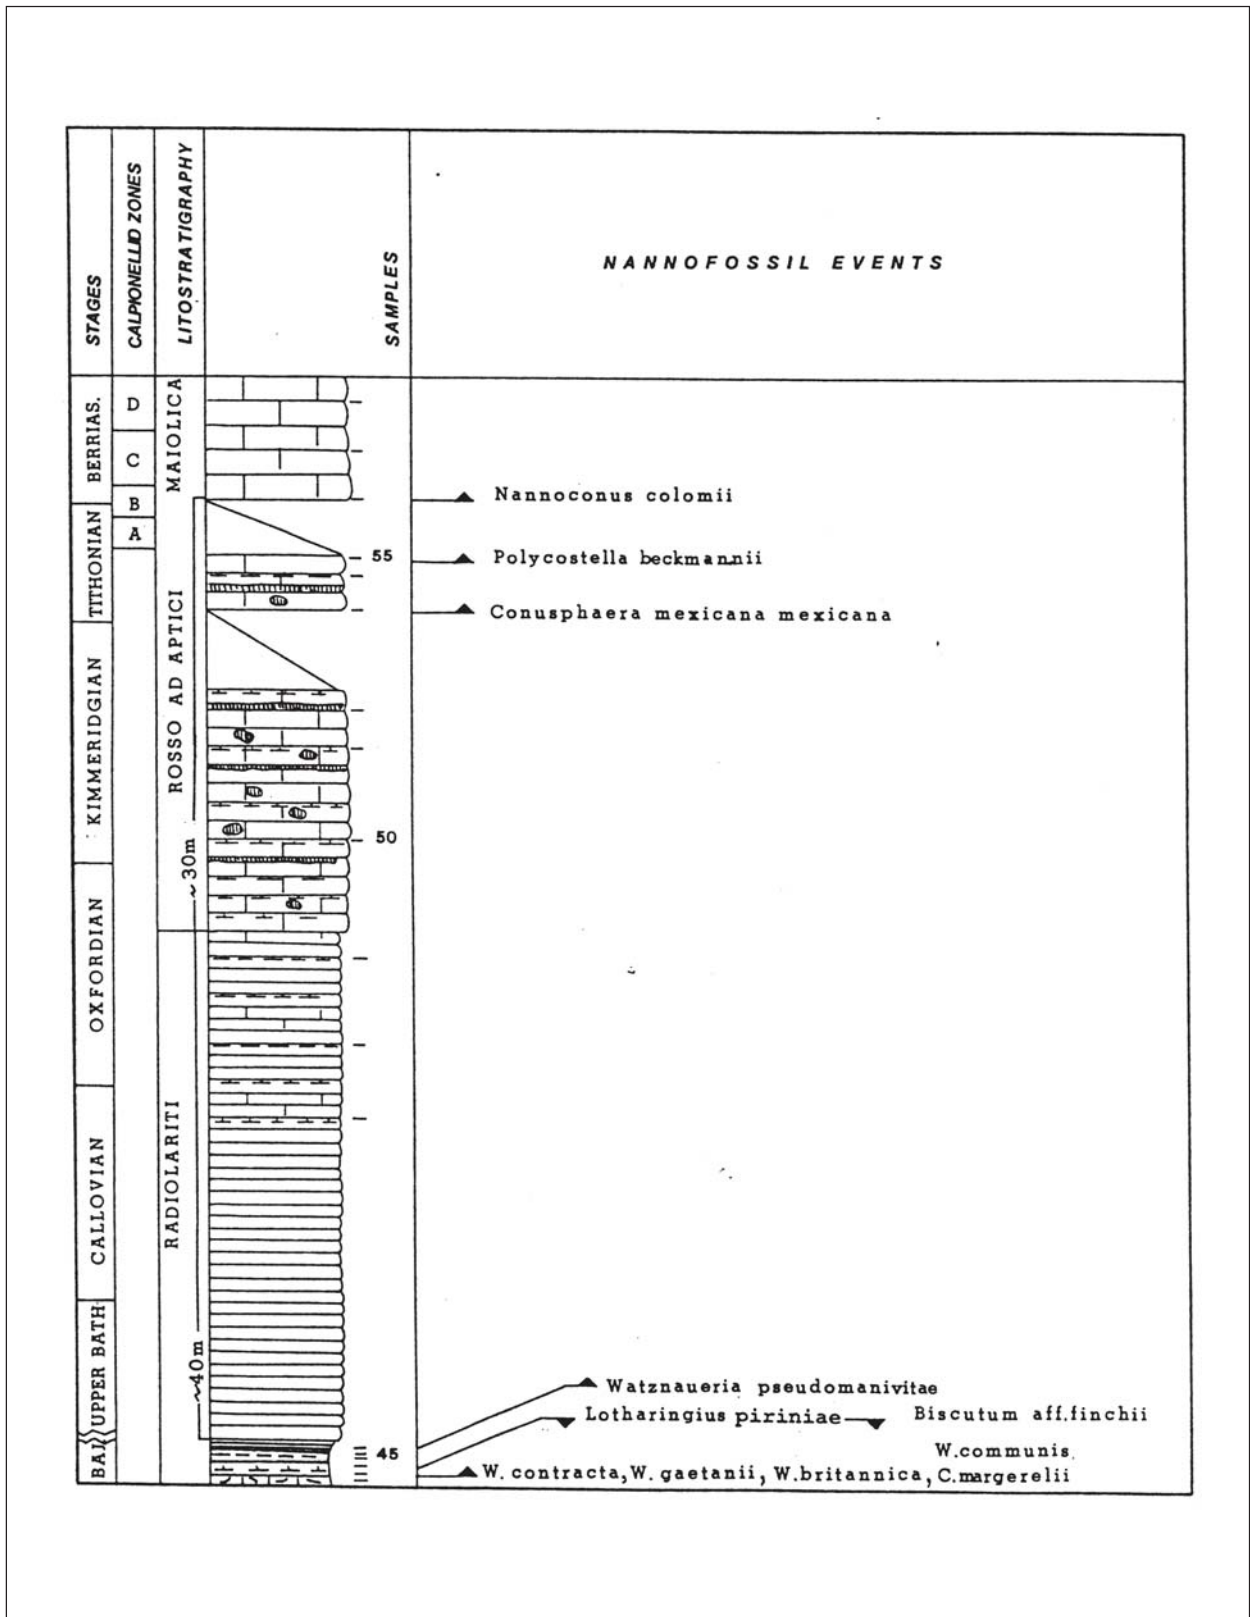 STAGES
CALPIONELLID ZONES
LITOSTRATIGRAPHY
SAMPLES
NANNOFOSSIL EVENTS
BERRIAS.
TITHONIAN
KIMMERIDGIAN
OXFORDIAN
CALLOVIAN
UPPER BATH
BAJ
D
C
B
A
MAIOLICA
ROSSO AD APTICI
RADIOLARITI
~30m
~40m
55
50
45
Nannoconus colomii
Polycostella beckmannii
Conusphaera mexicana mexicana
Watznaueria pseudomanivitae
Lotharingius piriniae Biscutum aff.finchii
W.communis
W. contracta, W. gaetanii, W.britannica, C.margerelii